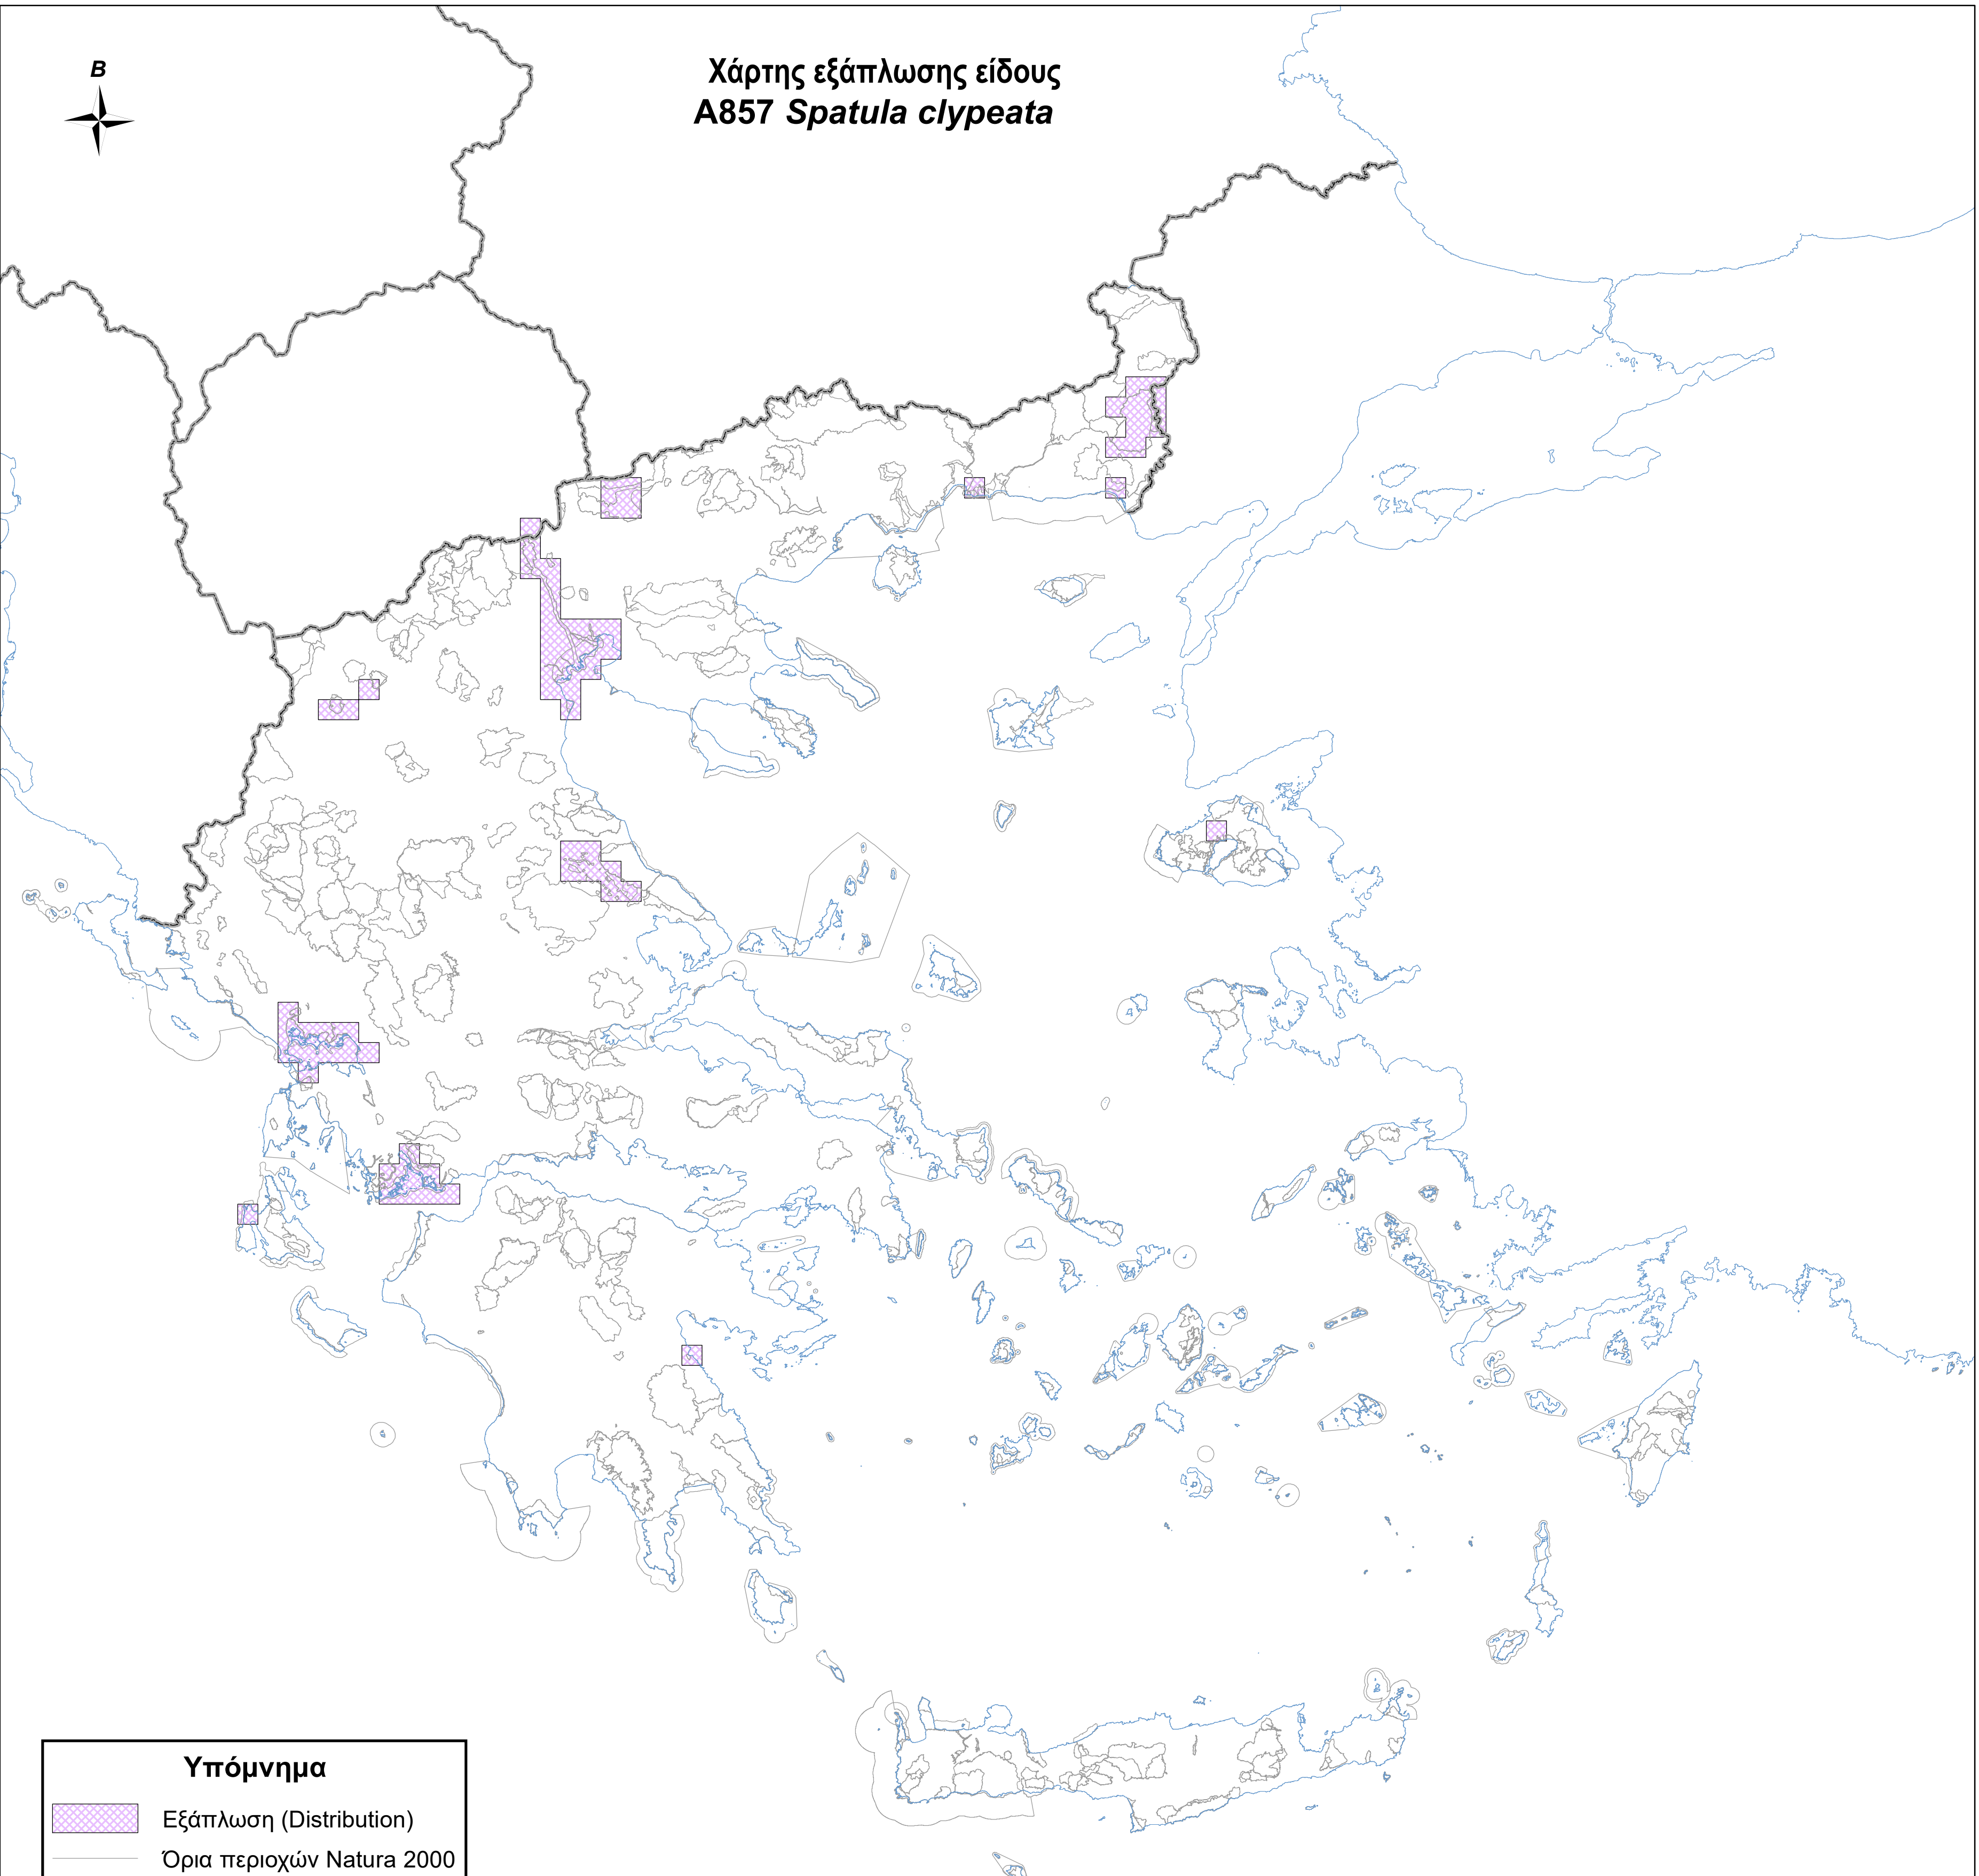 Β
Χάρτης εξάπλωσης είδους
A857 Spatula clypeata
Υπόμνημα
Εξάπλωση (Distribution)
Όρια περιοχών Natura 2000